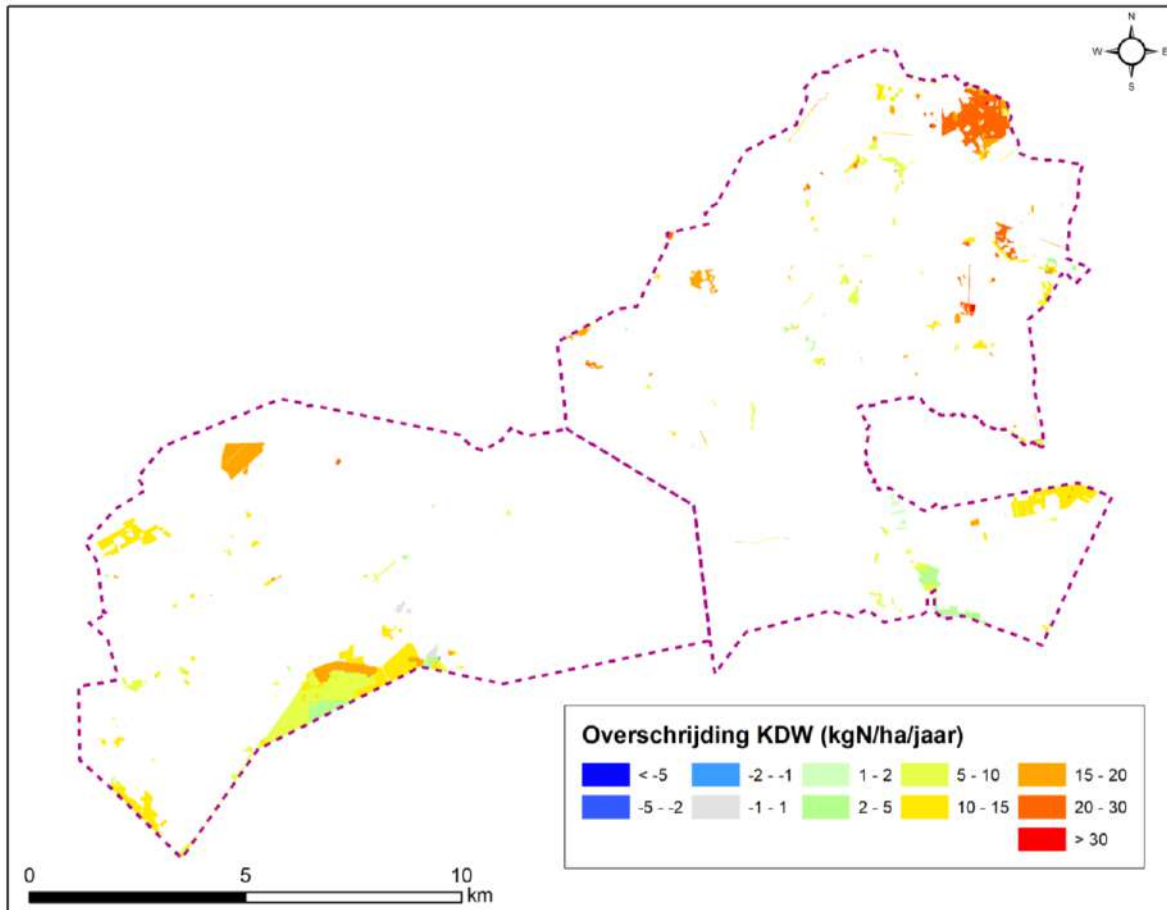 N
W E
S
Overschrijding KDW (kgN/ha/jaar)
< -5 -2 - -1 1 - 2 5 - 10 15 - 20
-5 - -2 -1 - 1 2 - 5 10 - 15 20 - 30
> 30
0 5 10
km